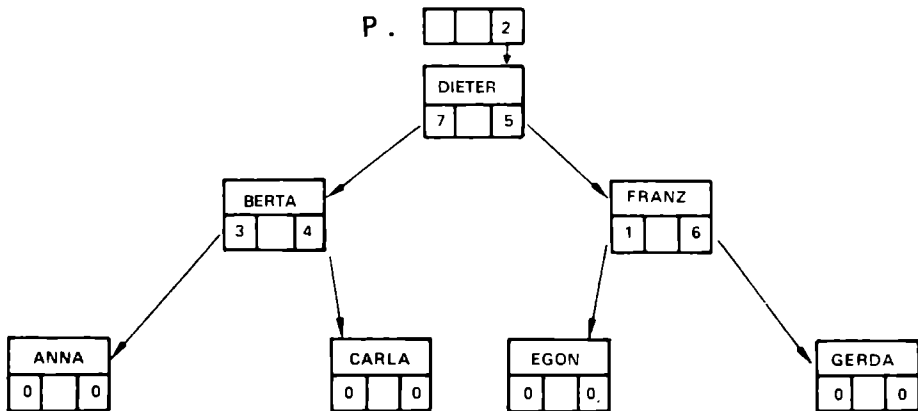 P. 2
DIETER
7 5
BERTA
3 4
FRANZ
1 6
ANNA
0 0
CARLA
0 0
EGON
0 0
GERDA
0 0